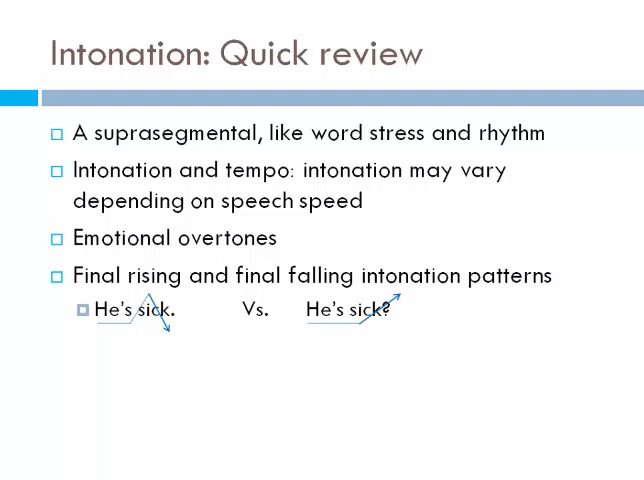 Intonation: Quick review
A suprasegmental, like word stress and rhythm
Intonation and tempo: intonation may vary
depending on speech speed
Emotional overtones
Final rising and final falling intonation patterns
He's sick. Vs. He's sick?